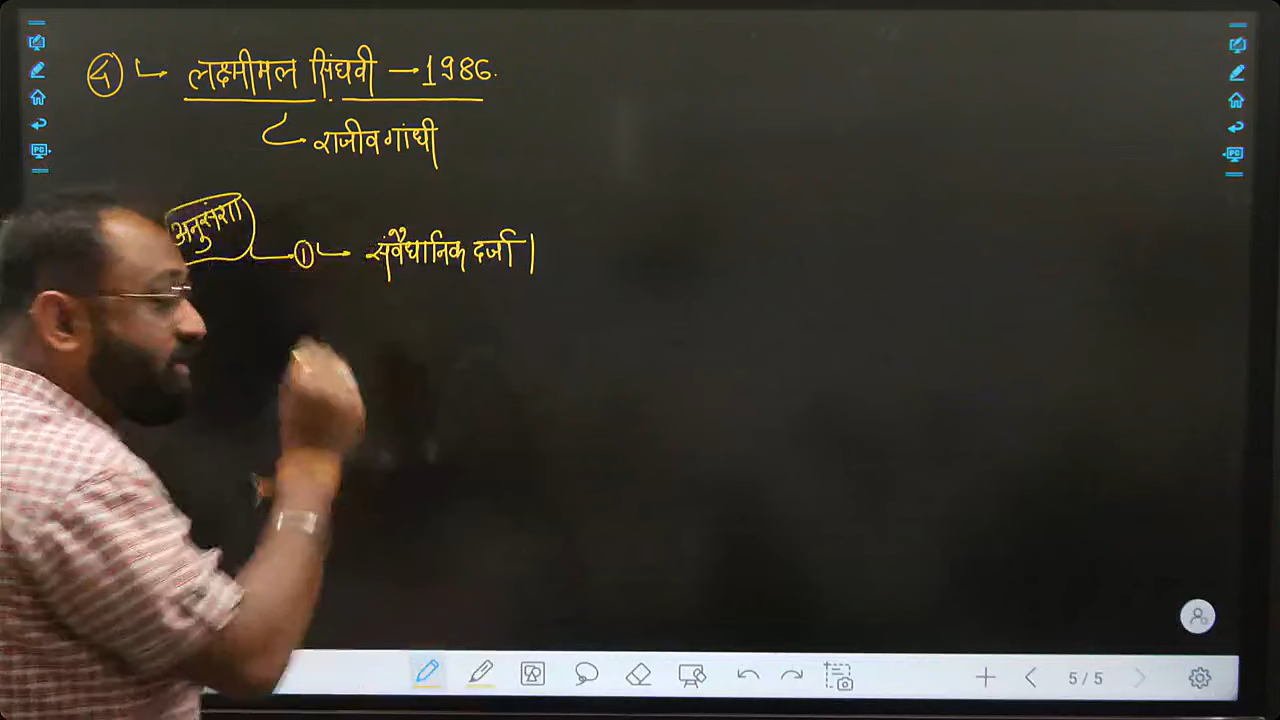 ④ ↳ लक्ष्मीमल सिंघवी → 1986.
→ राजीव गांधी
अनुसंशा ① ↳ संवैधानिक दर्जा |
5 / 5